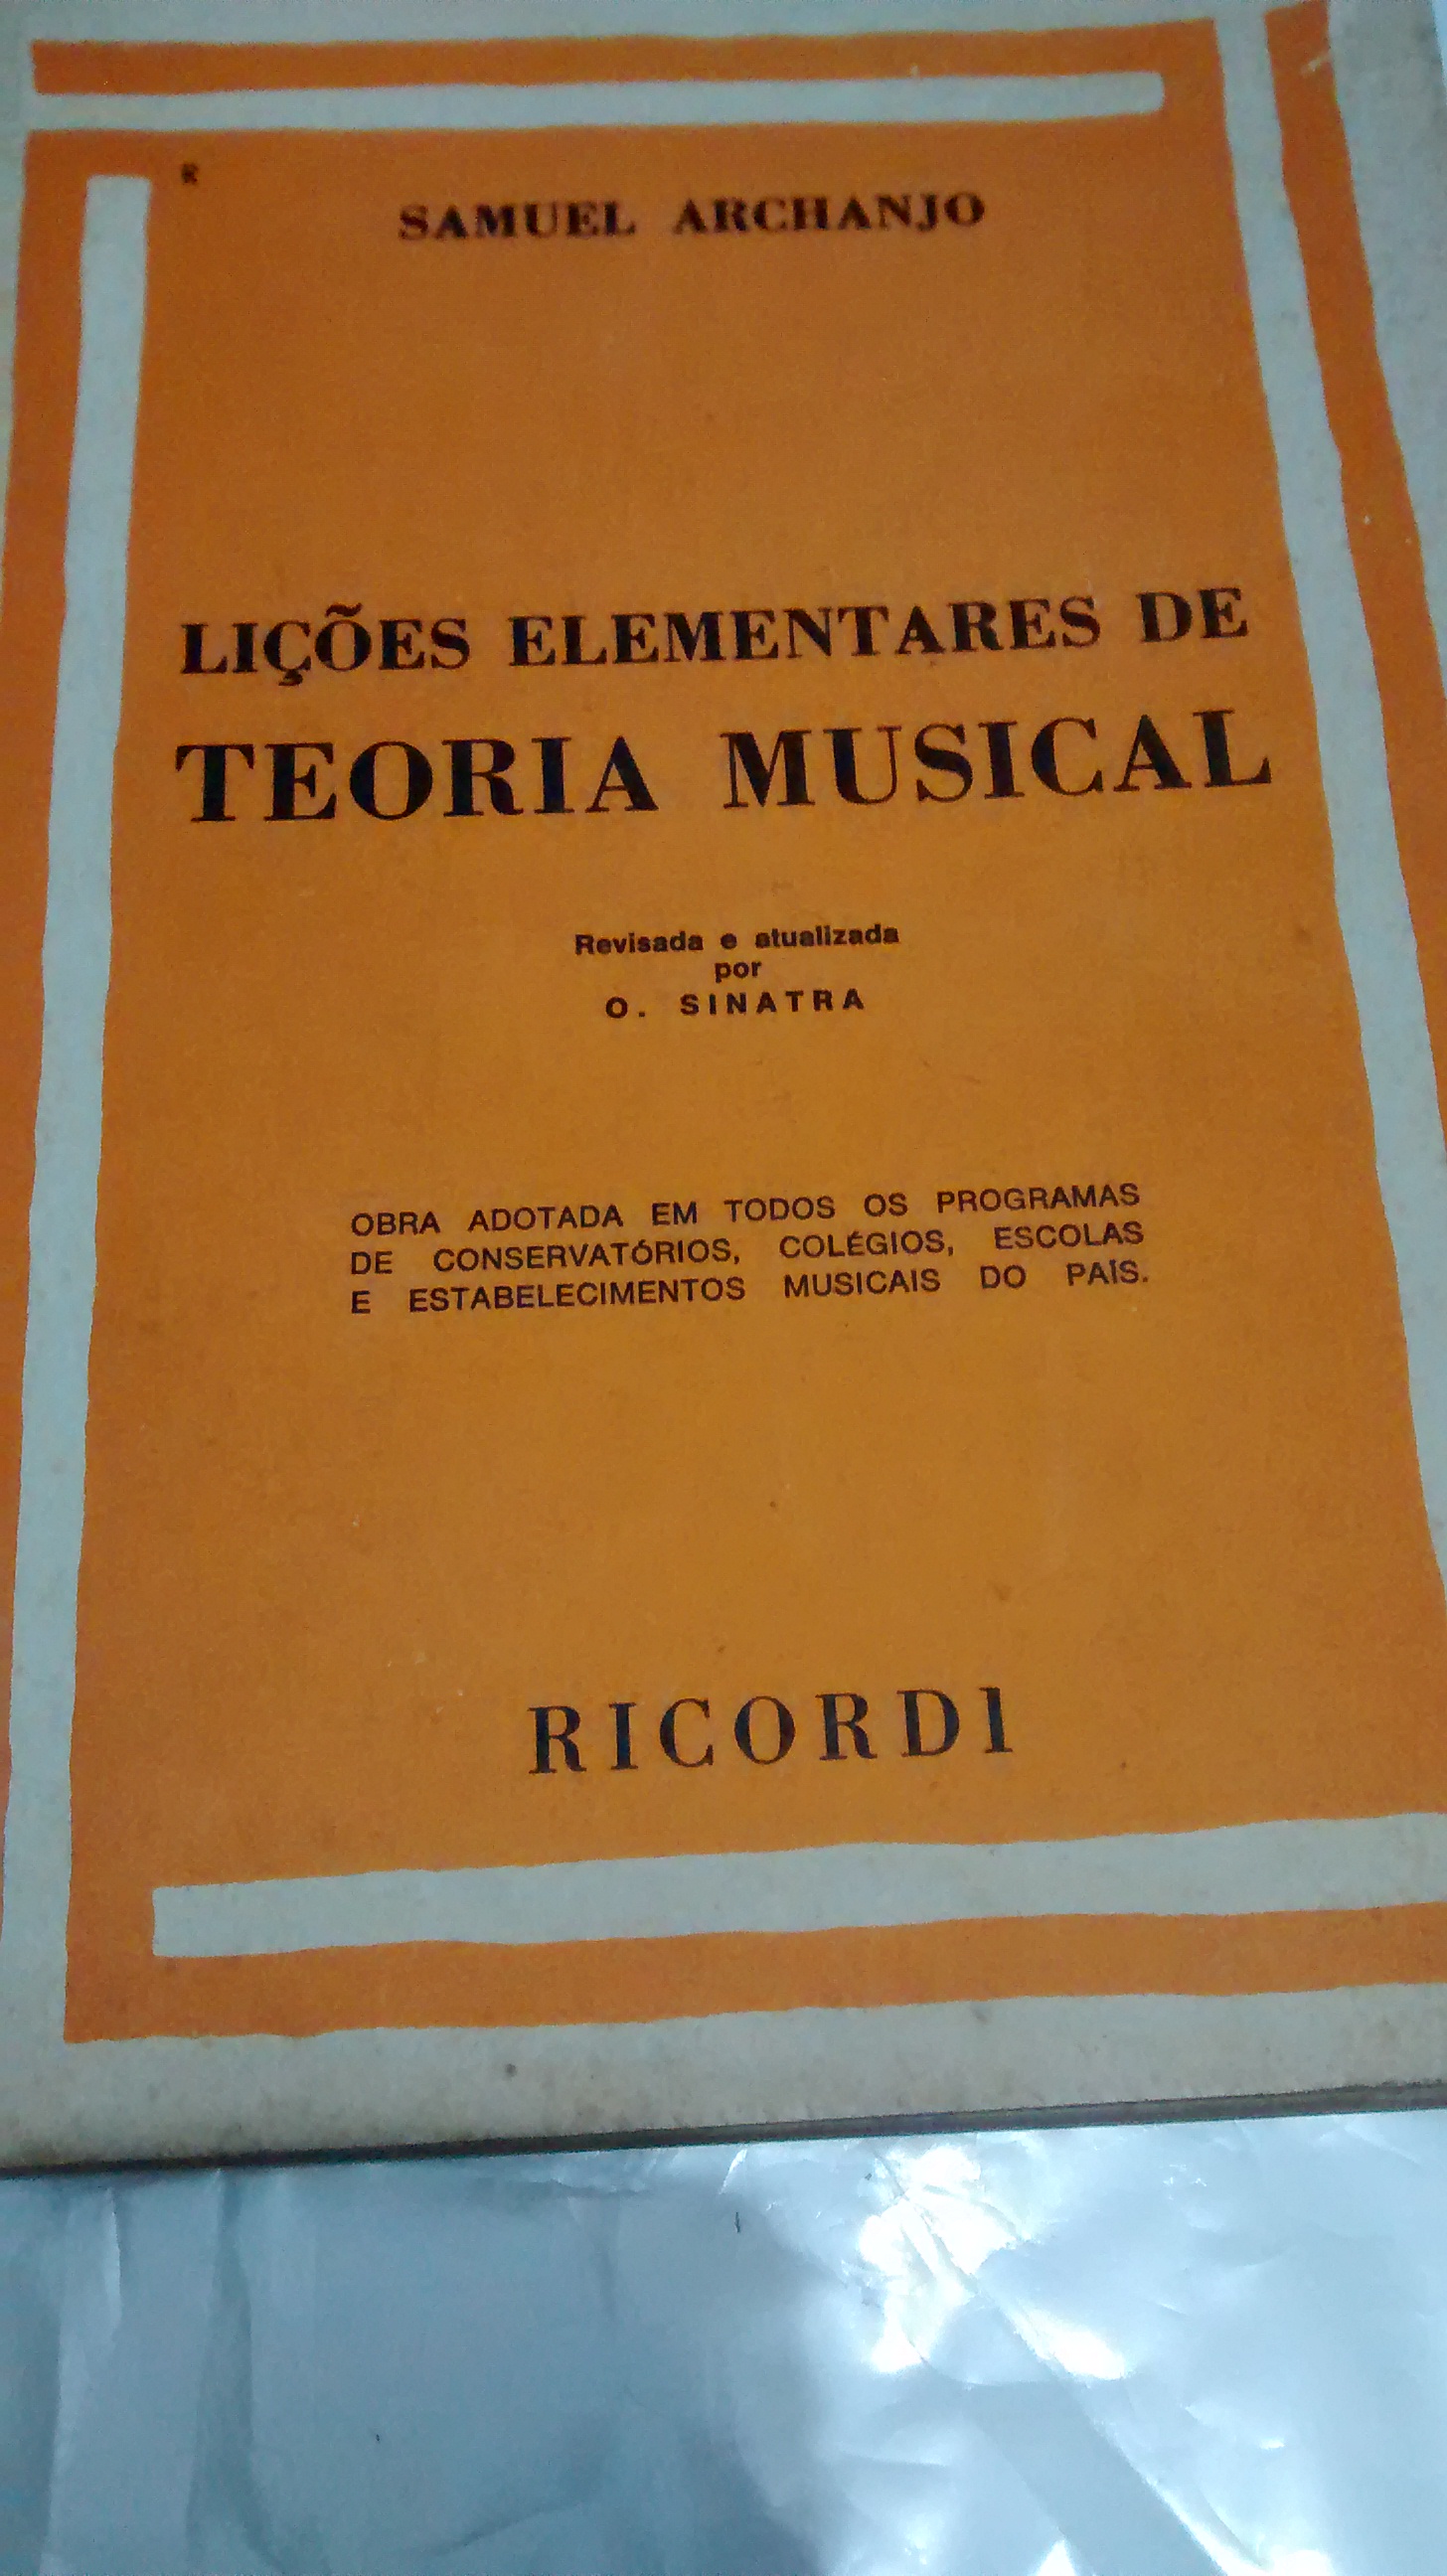 R
SAMUEL ARCHANJO
LIÇÕES ELEMENTARES DE
TEORIA MUSICAL
Revisada e atualizada
por
O. SINATRA
OBRA ADOTADA EM TODOS OS PROGRAMAS
DE CONSERVATÓRIOS, COLÉGIOS, ESCOLAS
E ESTABELECIMENTOS MUSICAIS DO PAÍS.
RICORDI